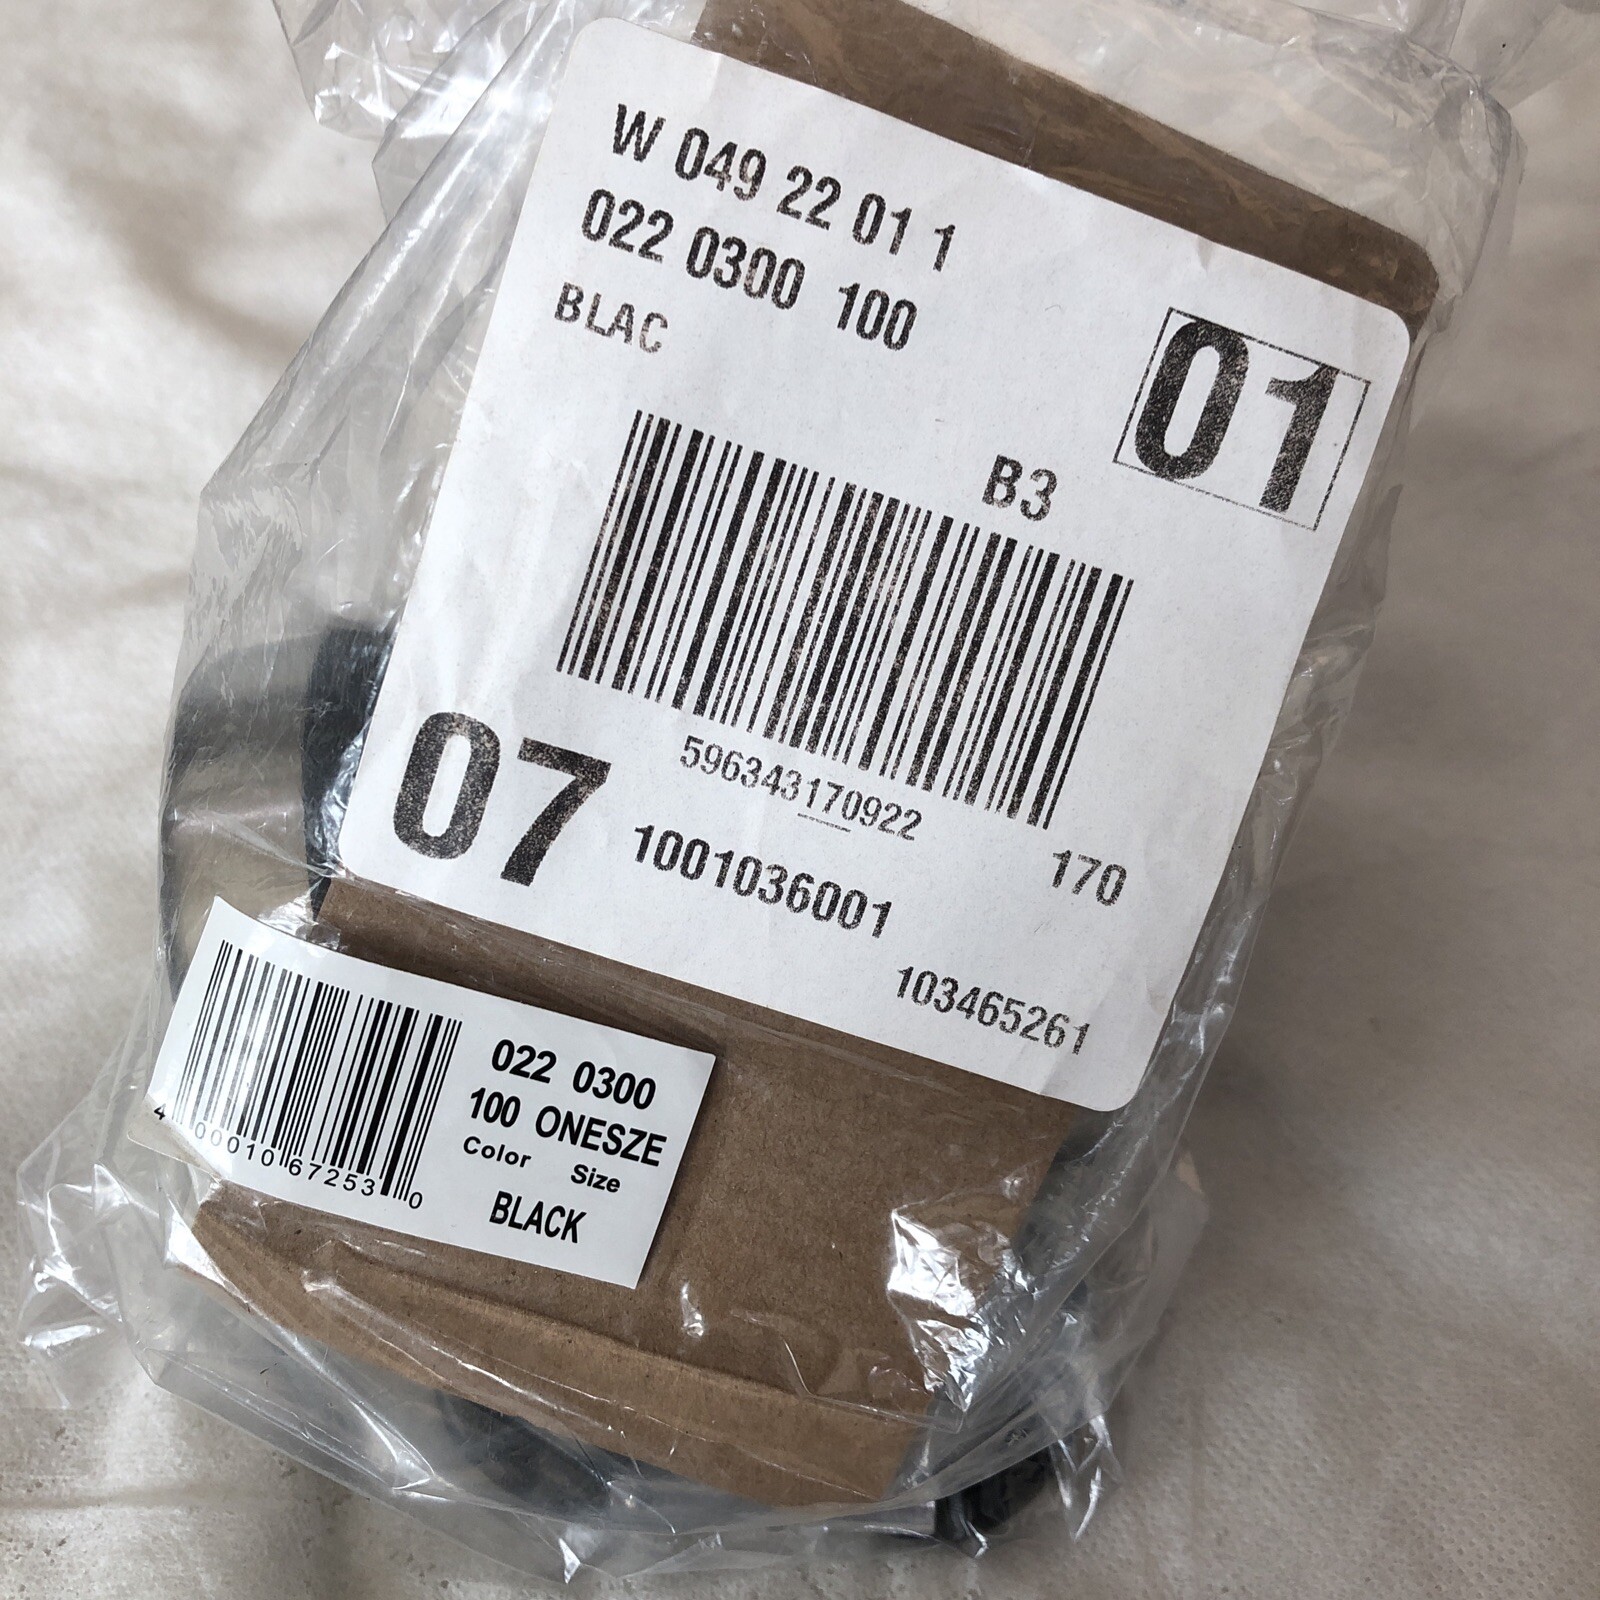 W 049 22 01 1
022 0300 100
BLAC
01
B3
596343170922
07
1001036001
170
103465261
4 00010 67253 0
022 0300
100 ONESZE
Color Size
BLACK